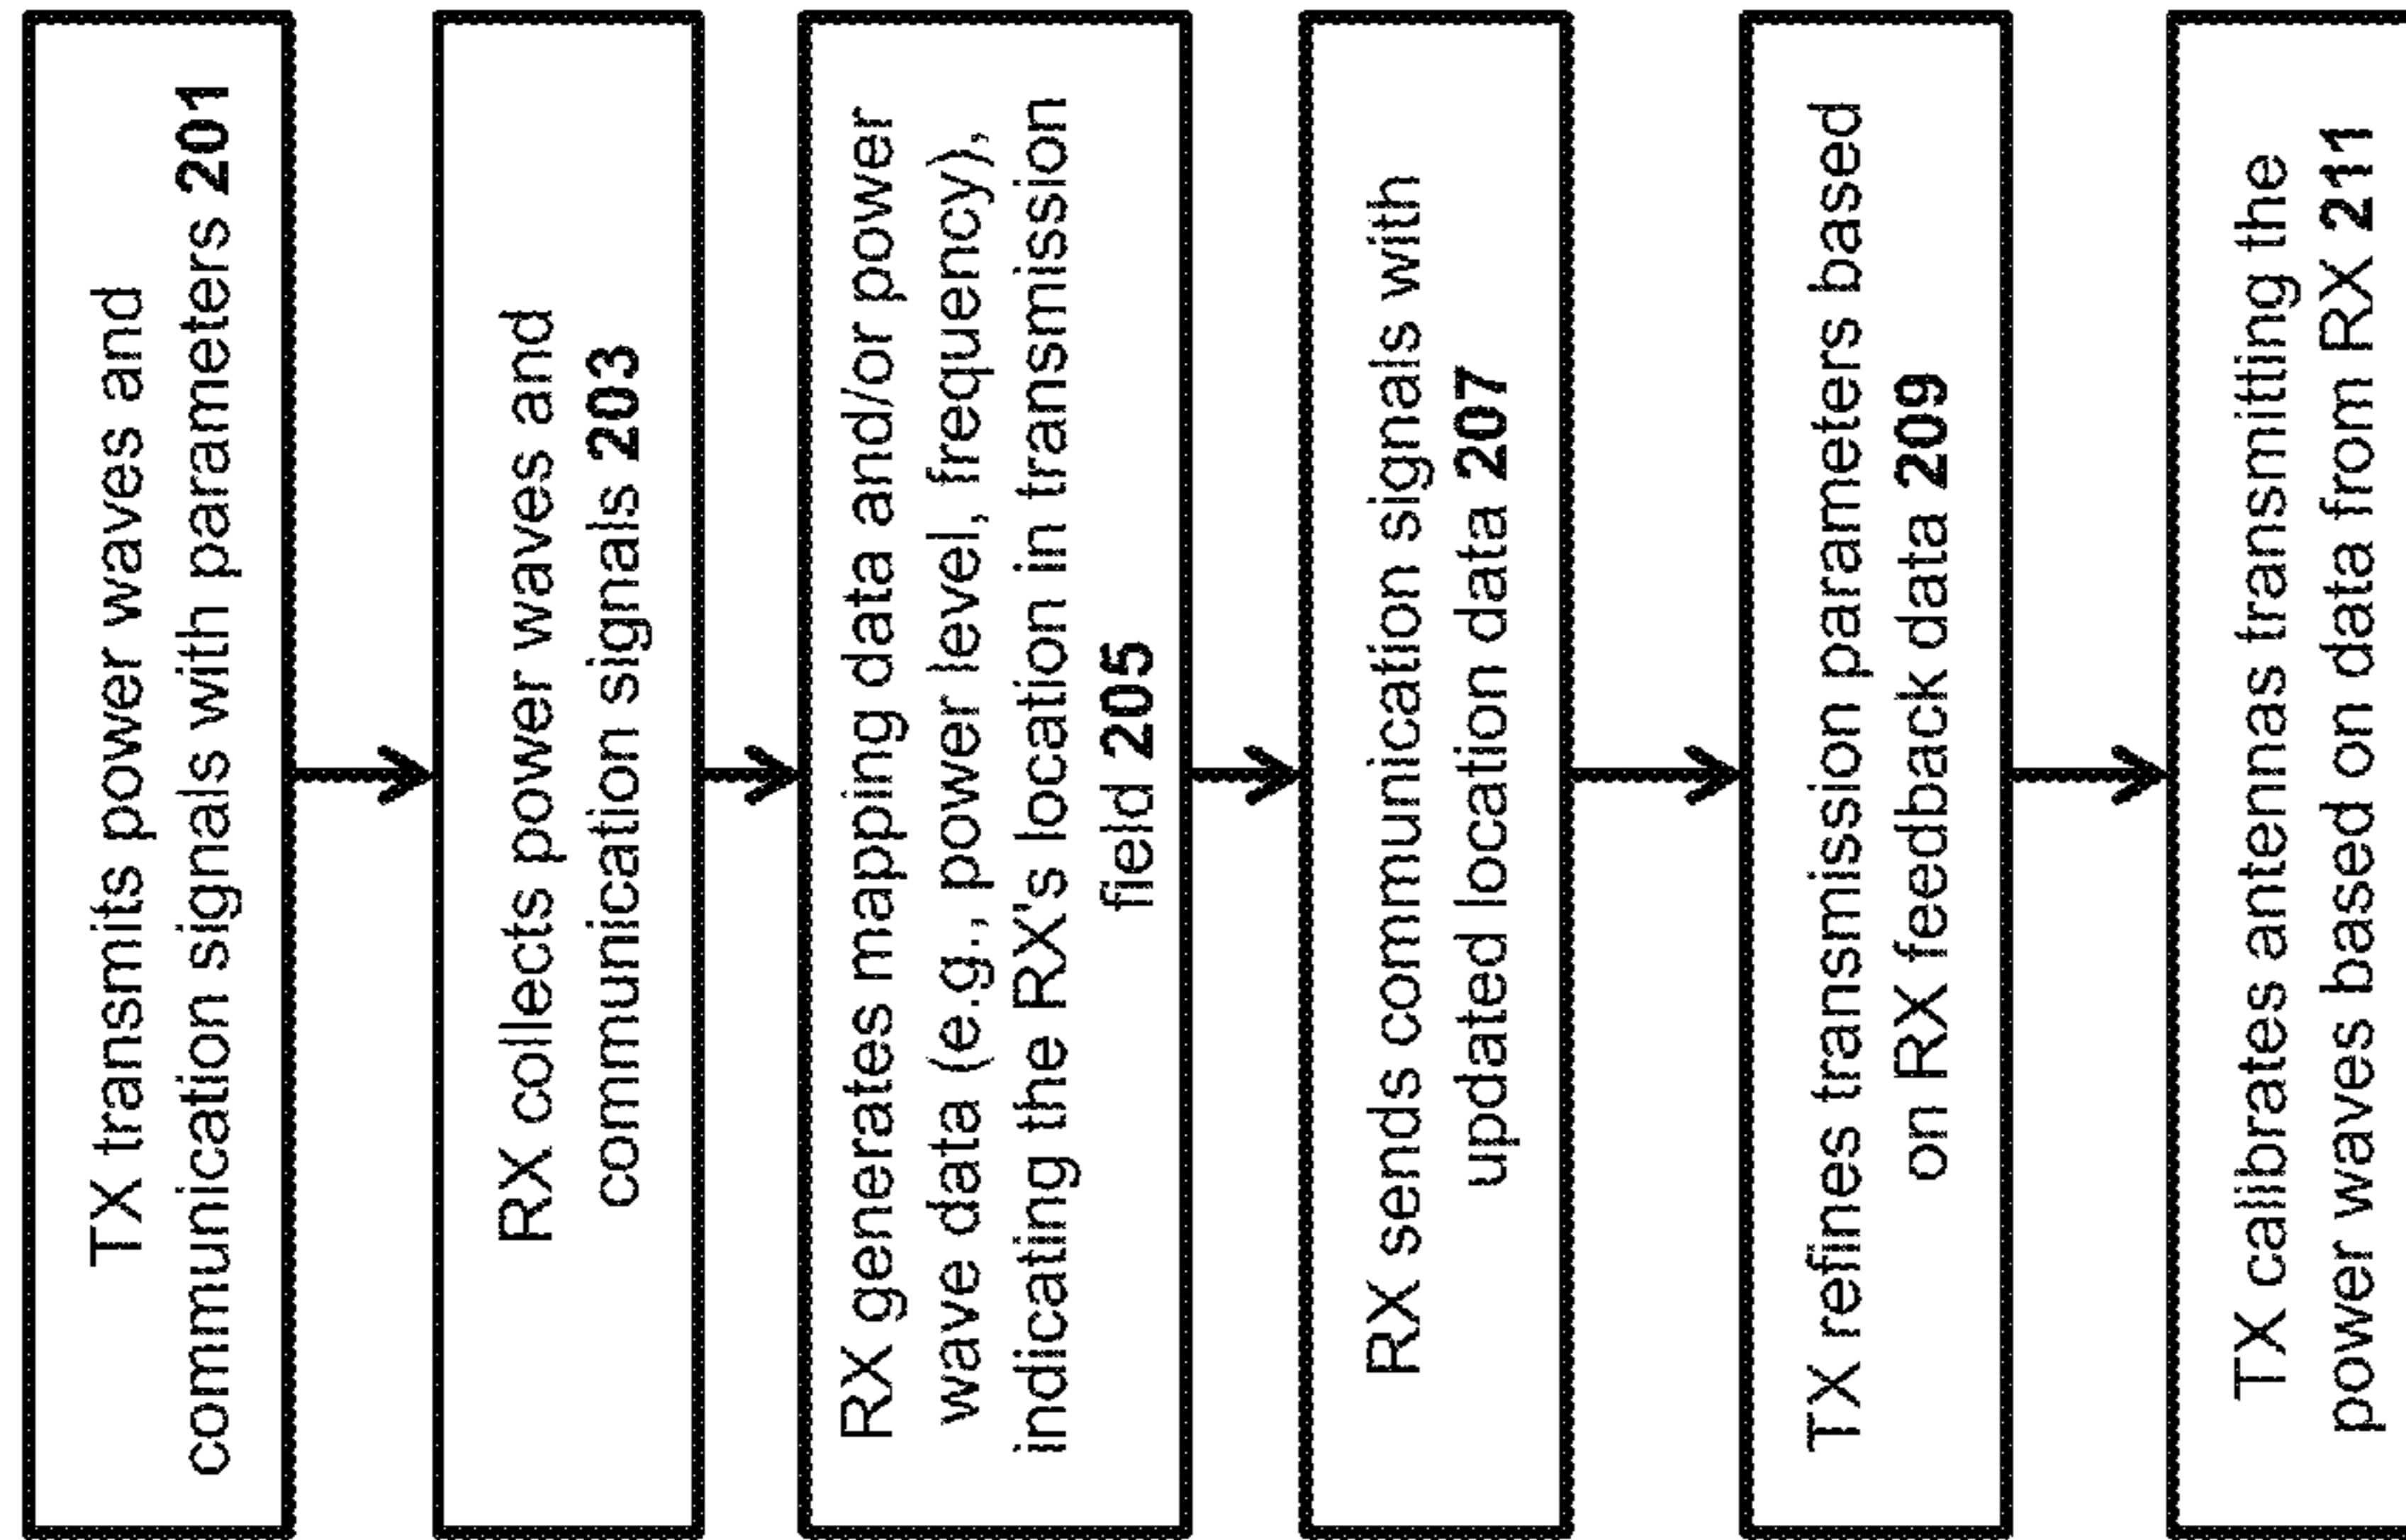 TX transmits power waves and
communication signals with parameters 201
RX collects power waves and
communication signals 203
RX generates mapping data and/or power
wave data (e.g., power level, frequency),
indicating the RX's location in transmission
field 205
RX sends communication signals with
updated location data 207
TX refines transmission parameters based
on RX feedback data 209
TX calibrates antennas transmitting the
power waves based on data from RX 211